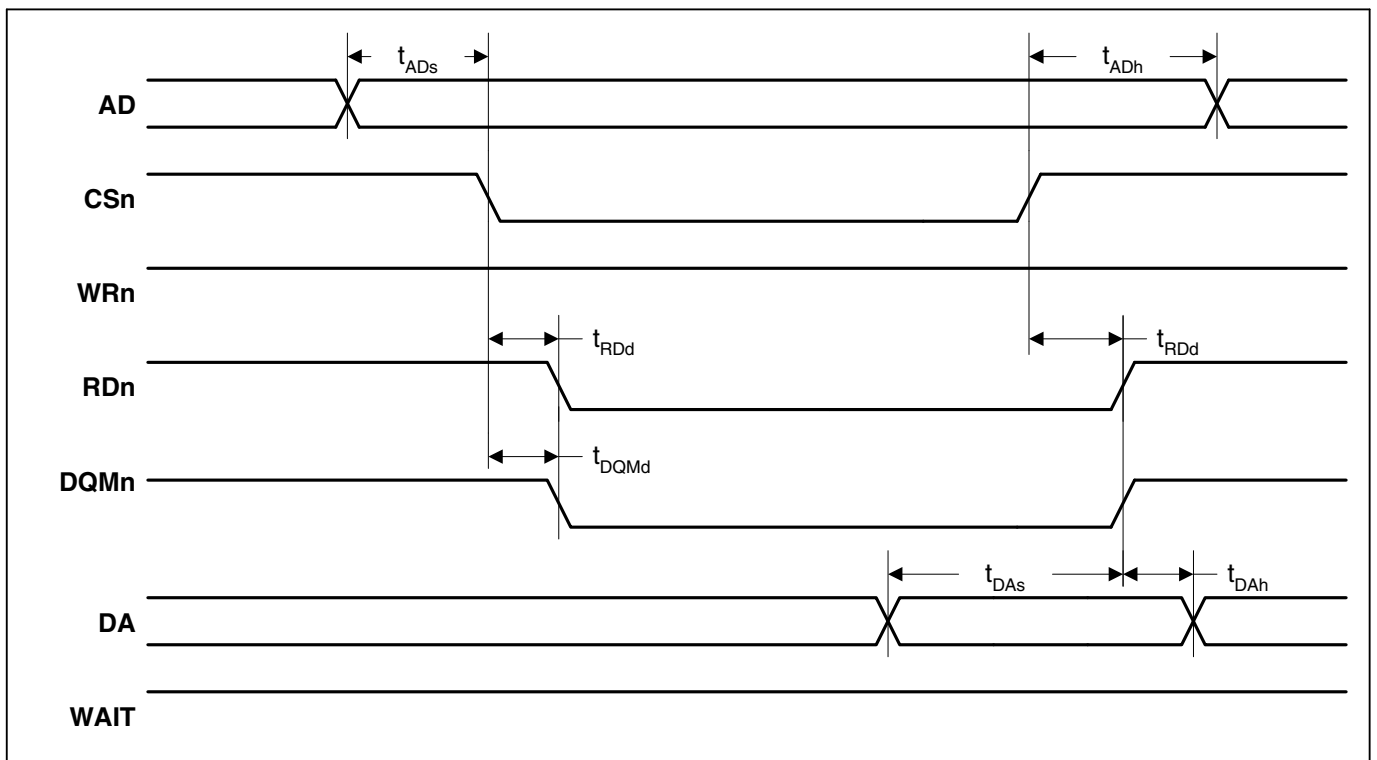 tADs
tADh
AD
CSn
WRn
tRDd
tRDd
RDn
tDQMd
DQMn
tDAs
tDAh
DA
WAIT